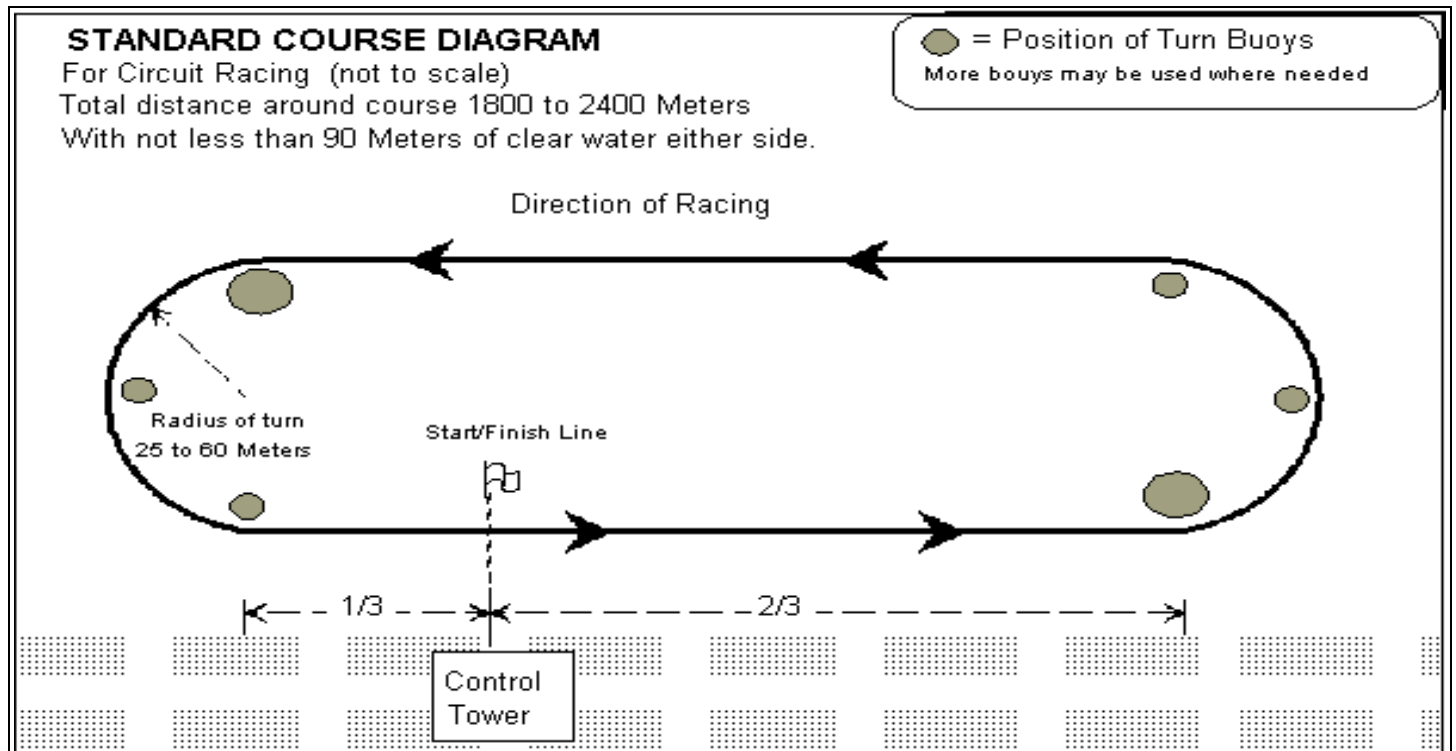 STANDARD COURSE DIAGRAM
For Circuit Racing (not to scale)
Total distance around course 1800 to 2400 Meters
With not less than 90 Meters of clear water either side.
= Position of Turn Buoys
More bouys may be used where needed
Direction of Racing
Radius of turn
25 to 60 Meters
Start/Finish Line
1/3
2/3
Control
Tower